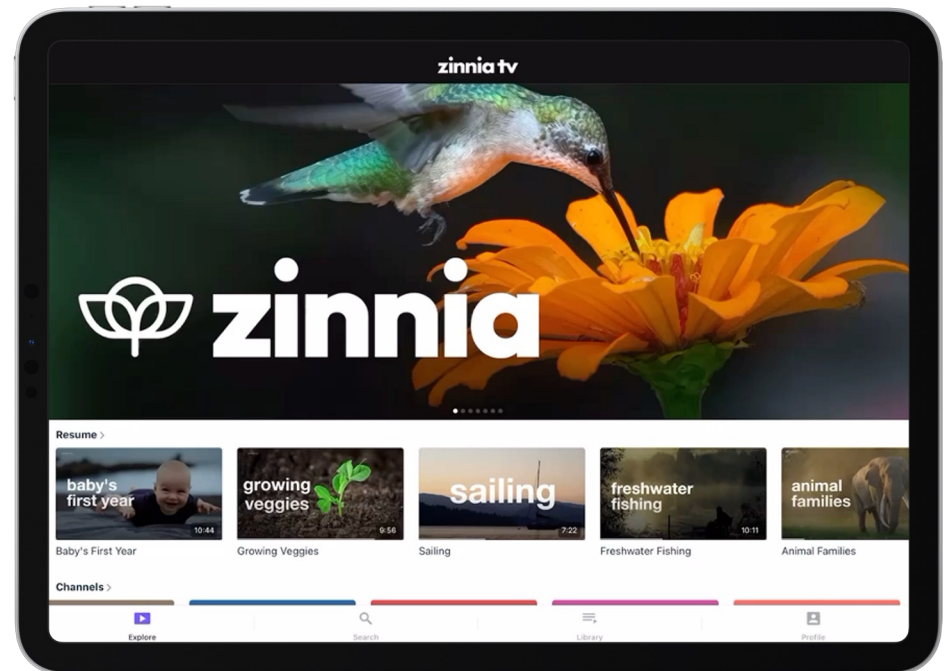 zinnia tv
zinnia
Resume >
baby's
first year
10:44
growing
veggies
9:56
sailing
7:22
freshwater
fishing
10:11
animal
families
Baby's First Year
Growing Veggies
Sailing
Freshwater Fishing
Animal Families
Channels >
Explore
Search
Library
Profile